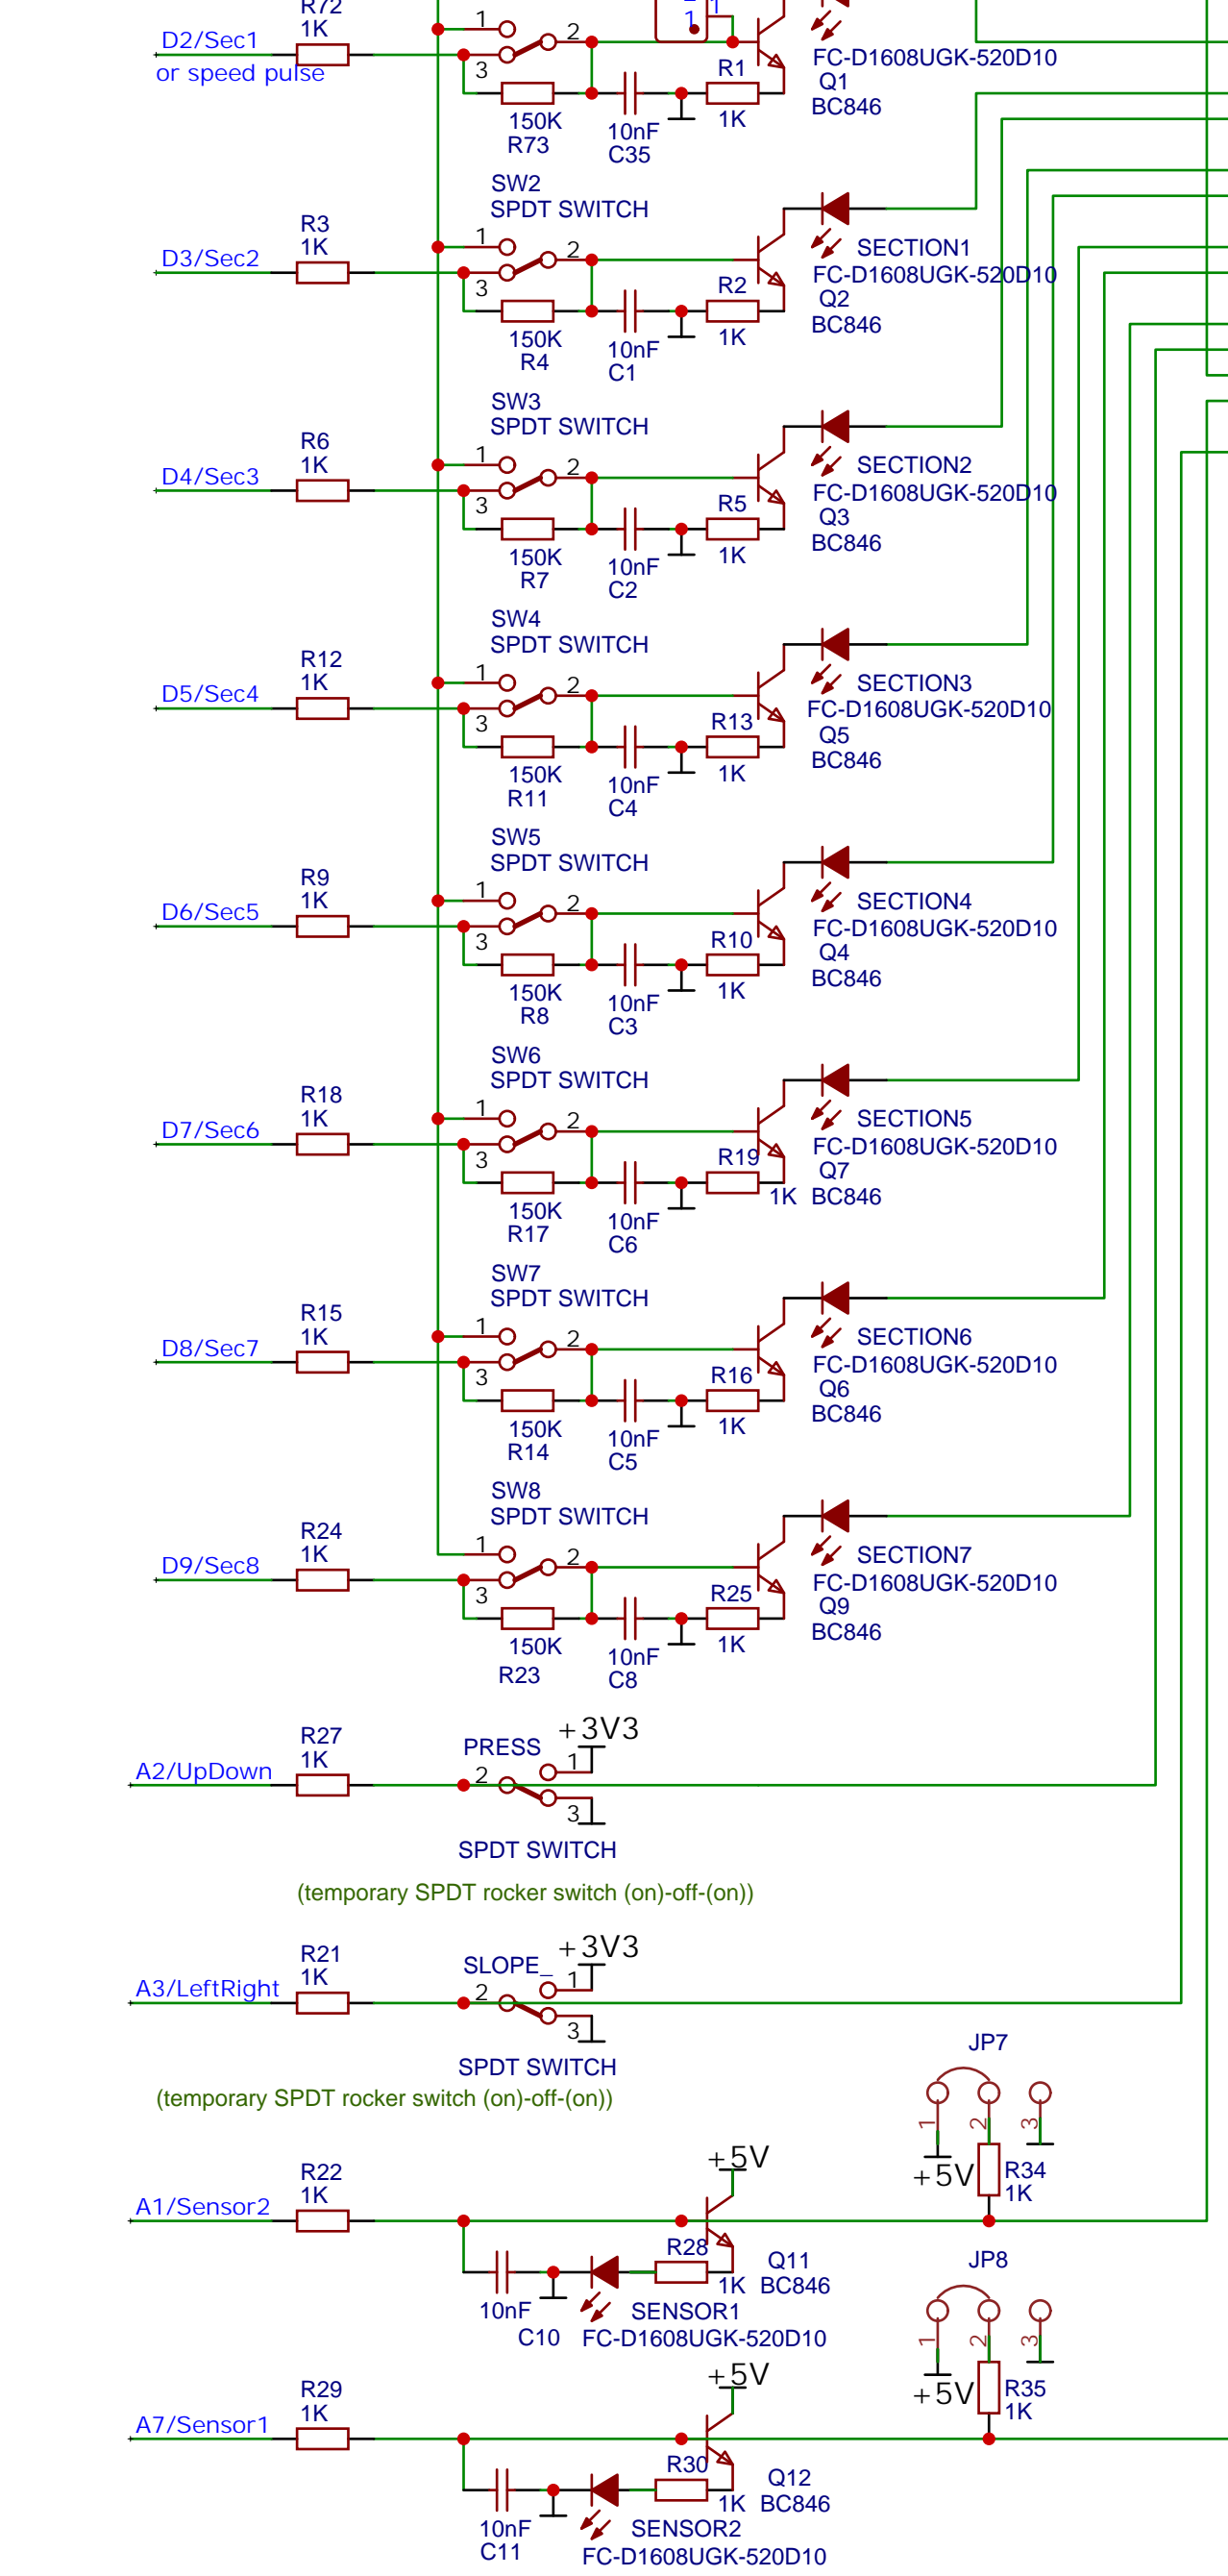 R72
1K
D2/Sec1
or speed pulse
1
2
3
1
1
150K
R73
10nF
C35
R1
1K
FC-D1608UGK-520D10
Q1
BC846
SW2
SPDT SWITCH
R3
1K
D3/Sec2
1
2
3
150K
R4
10nF
C1
R2
1K
SECTION1
FC-D1608UGK-520D10
Q2
BC846
SW3
SPDT SWITCH
R6
1K
D4/Sec3
1
2
3
150K
R7
10nF
C2
R5
1K
SECTION2
FC-D1608UGK-520D10
Q3
BC846
SW4
SPDT SWITCH
R12
1K
D5/Sec4
1
2
3
150K
R11
10nF
C4
R13
1K
SECTION3
FC-D1608UGK-520D10
Q5
BC846
SW5
SPDT SWITCH
R9
1K
D6/Sec5
1
2
3
150K
R8
10nF
C3
R10
1K
SECTION4
FC-D1608UGK-520D10
Q4
BC846
SW6
SPDT SWITCH
R18
1K
D7/Sec6
1
2
3
150K
R17
10nF
C6
R19
1K
SECTION5
FC-D1608UGK-520D10
Q7
BC846
SW7
SPDT SWITCH
R15
1K
D8/Sec7
1
2
3
150K
R14
10nF
C5
R16
1K
SECTION6
FC-D1608UGK-520D10
Q6
BC846
SW8
SPDT SWITCH
R24
1K
D9/Sec8
1
2
3
150K
R23
10nF
C8
R25
1K
SECTION7
FC-D1608UGK-520D10
Q9
BC846
+3V3
PRESS
R27
1K
A2/UpDown
2
1
3
SPDT SWITCH
(temporary SPDT rocker switch (on)-off-(on))
+3V3
SLOPE_
R21
1K
A3/LeftRight
2
1
3
SPDT SWITCH
(temporary SPDT rocker switch (on)-off-(on))
JP7
1
2
3
+5V
R34
1K
+5V
R22
1K
A1/Sensor2
R28
1K
Q11
BC846
10nF
C10
SENSOR1
FC-D1608UGK-520D10
JP8
1
2
3
+5V
R35
1K
+5V
R29
1K
A7/Sensor1
R30
1K
Q12
BC846
10nF
C11
SENSOR2
FC-D1608UGK-520D10